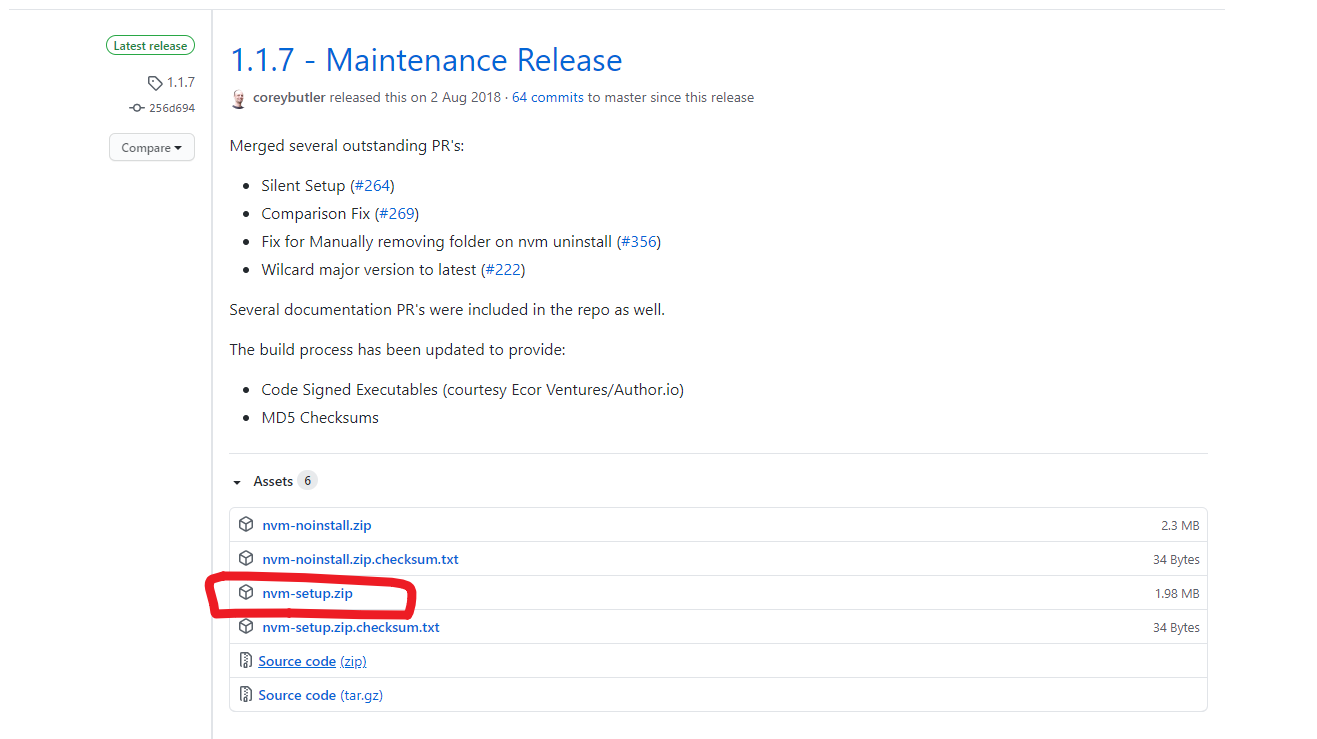 Latest release
1.1.7
256d694
Compare
1.1.7 - Maintenance Release
coreybutler released this on 2 Aug 2018 · 64 commits to master since this release
Merged several outstanding PR's:
Silent Setup (#264)
Comparison Fix (#269)
Fix for Manually removing folder on nvm uninstall (#356)
Wilcard major version to latest (#222)
Several documentation PR's were included in the repo as well.
The build process has been updated to provide:
Code Signed Executables (courtesy Ecor Ventures/Author.io)
MD5 Checksums
Assets 6
nvm-noinstall.zip 2.3 MB
nvm-noinstall.zip.checksum.txt 34 Bytes
nvm-setup.zip 1.98 MB
nvm-setup.zip.checksum.txt 34 Bytes
Source code (zip)
Source code (tar.gz)